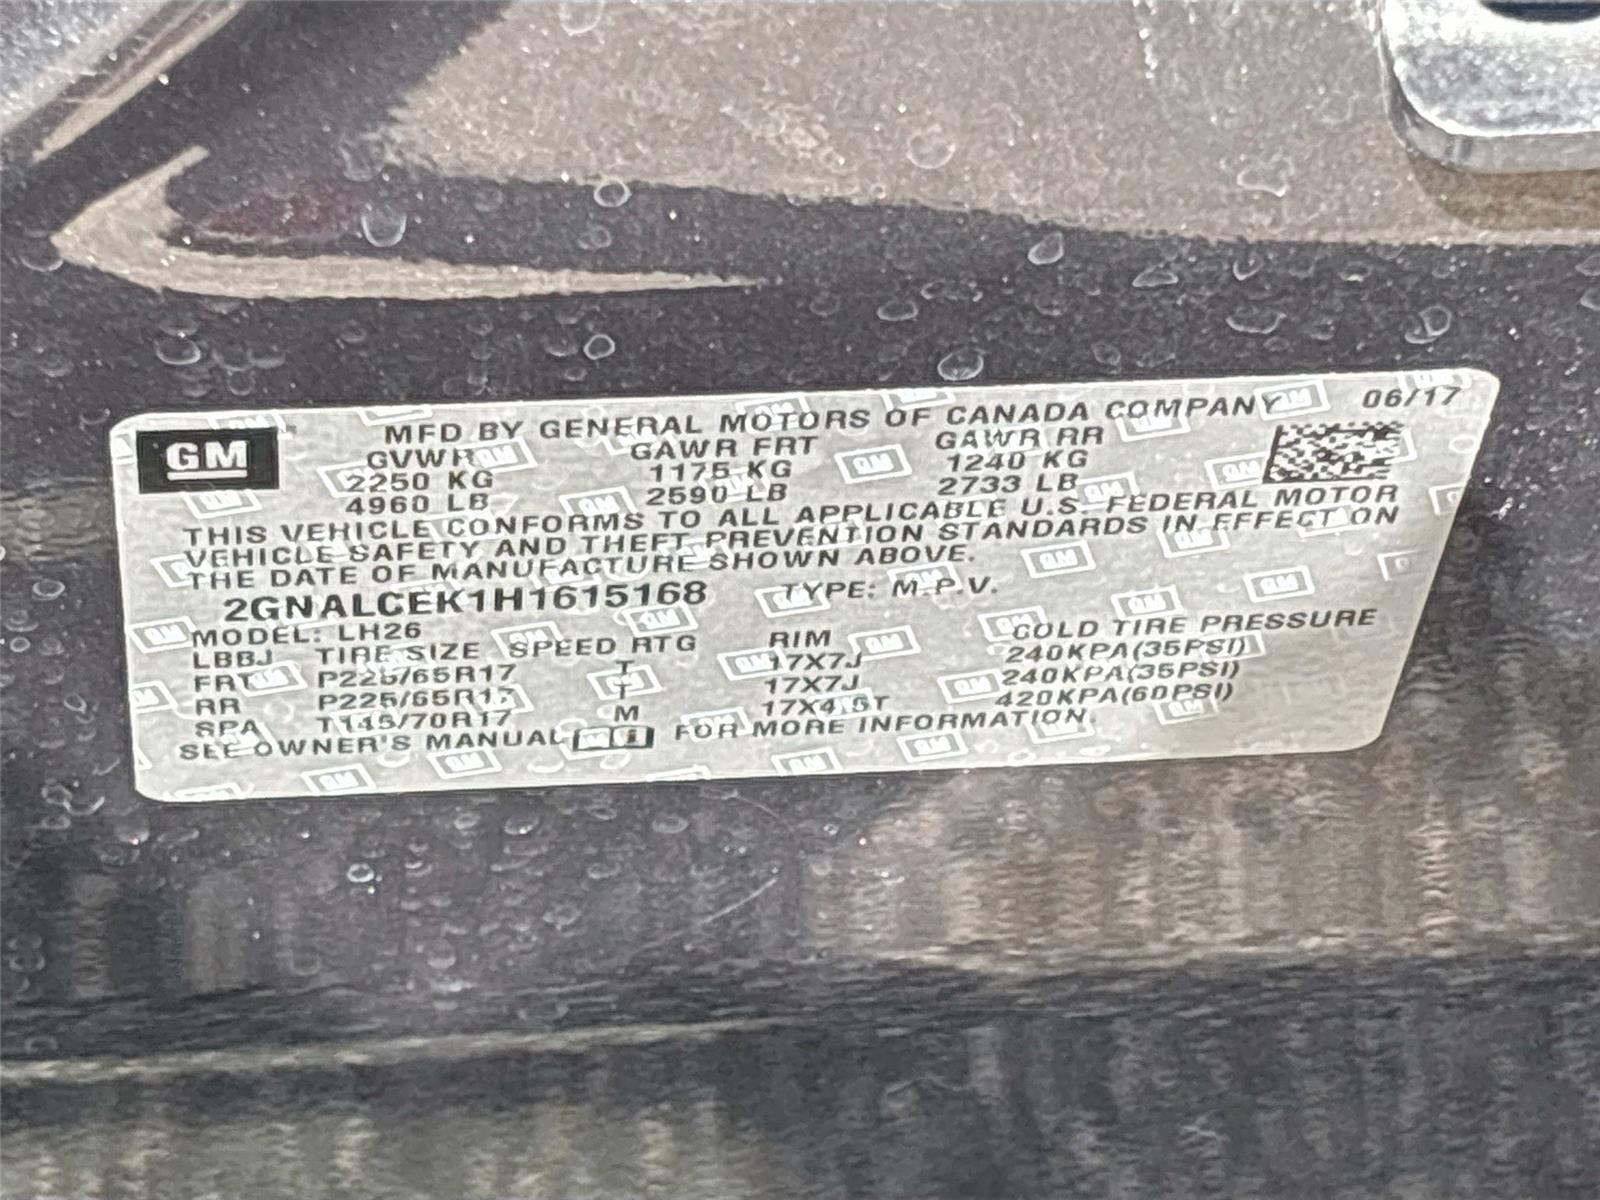 GM MFD BY GENERAL MOTORS OF CANADA COMPANY 06/17
GVWR GAWR FRT GAWR RR
2250 KG 1175 KG 1240 KG
4960 LB 2590 LB 2733 LB
THIS VEHICLE CONFORMS TO ALL APPLICABLE U.S. FEDERAL MOTOR
VEHICLE SAFETY AND THEFT PREVENTION STANDARDS IN EFFECT ON
THE DATE OF MANUFACTURE SHOWN ABOVE.
2GNALCEK1H1615168 TYPE: M.P.V.
MODEL: LH26
LBBJ TIRE SIZE SPEED RTG RIM COLD TIRE PRESSURE
FRT P225/65R17 T 17X7J 240KPA(35PSI)
RR P225/65R17 T 17X7J 240KPA(35PSI)
SPA T145/70R17 M 17X4.5T 420KPA(60PSI)
SEE OWNER'S MANUAL FOR MORE INFORMATION.